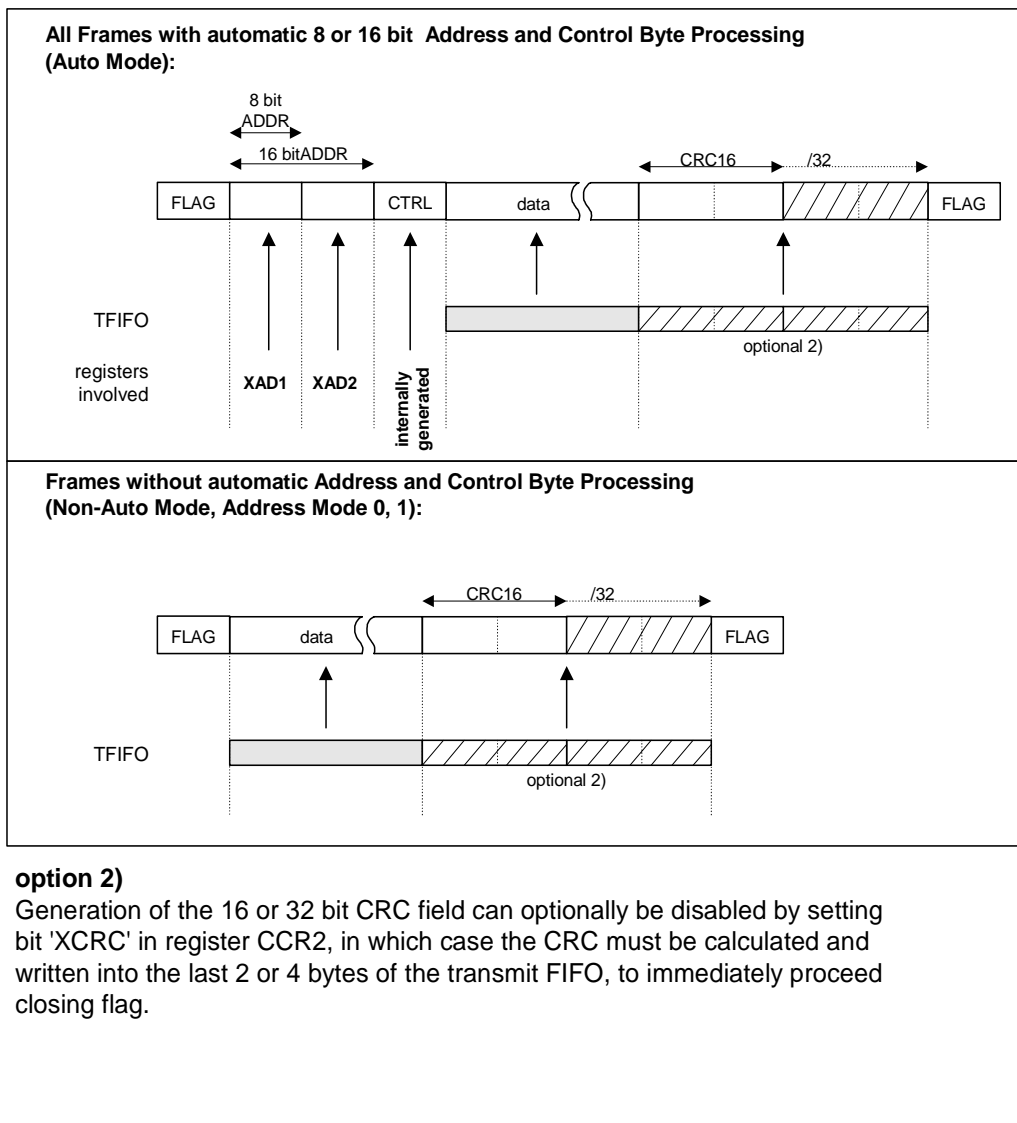 All Frames with automatic 8 or 16 bit Address and Control Byte Processing
(Auto Mode):
8 bit
ADDR
16 bitADDR
CRC16
/32
FLAG
CTRL
data
FLAG
TFIFO
optional 2)
registers
involved
XAD1
XAD2
internally
generated
Frames without automatic Address and Control Byte Processing
(Non-Auto Mode, Address Mode 0, 1):
CRC16
/32
FLAG
data
FLAG
TFIFO
optional 2)
option 2)
Generation of the 16 or 32 bit CRC field can optionally be disabled by setting
bit 'XCRC' in register CCR2, in which case the CRC must be calculated and
written into the last 2 or 4 bytes of the transmit FIFO, to immediately proceed
closing flag.